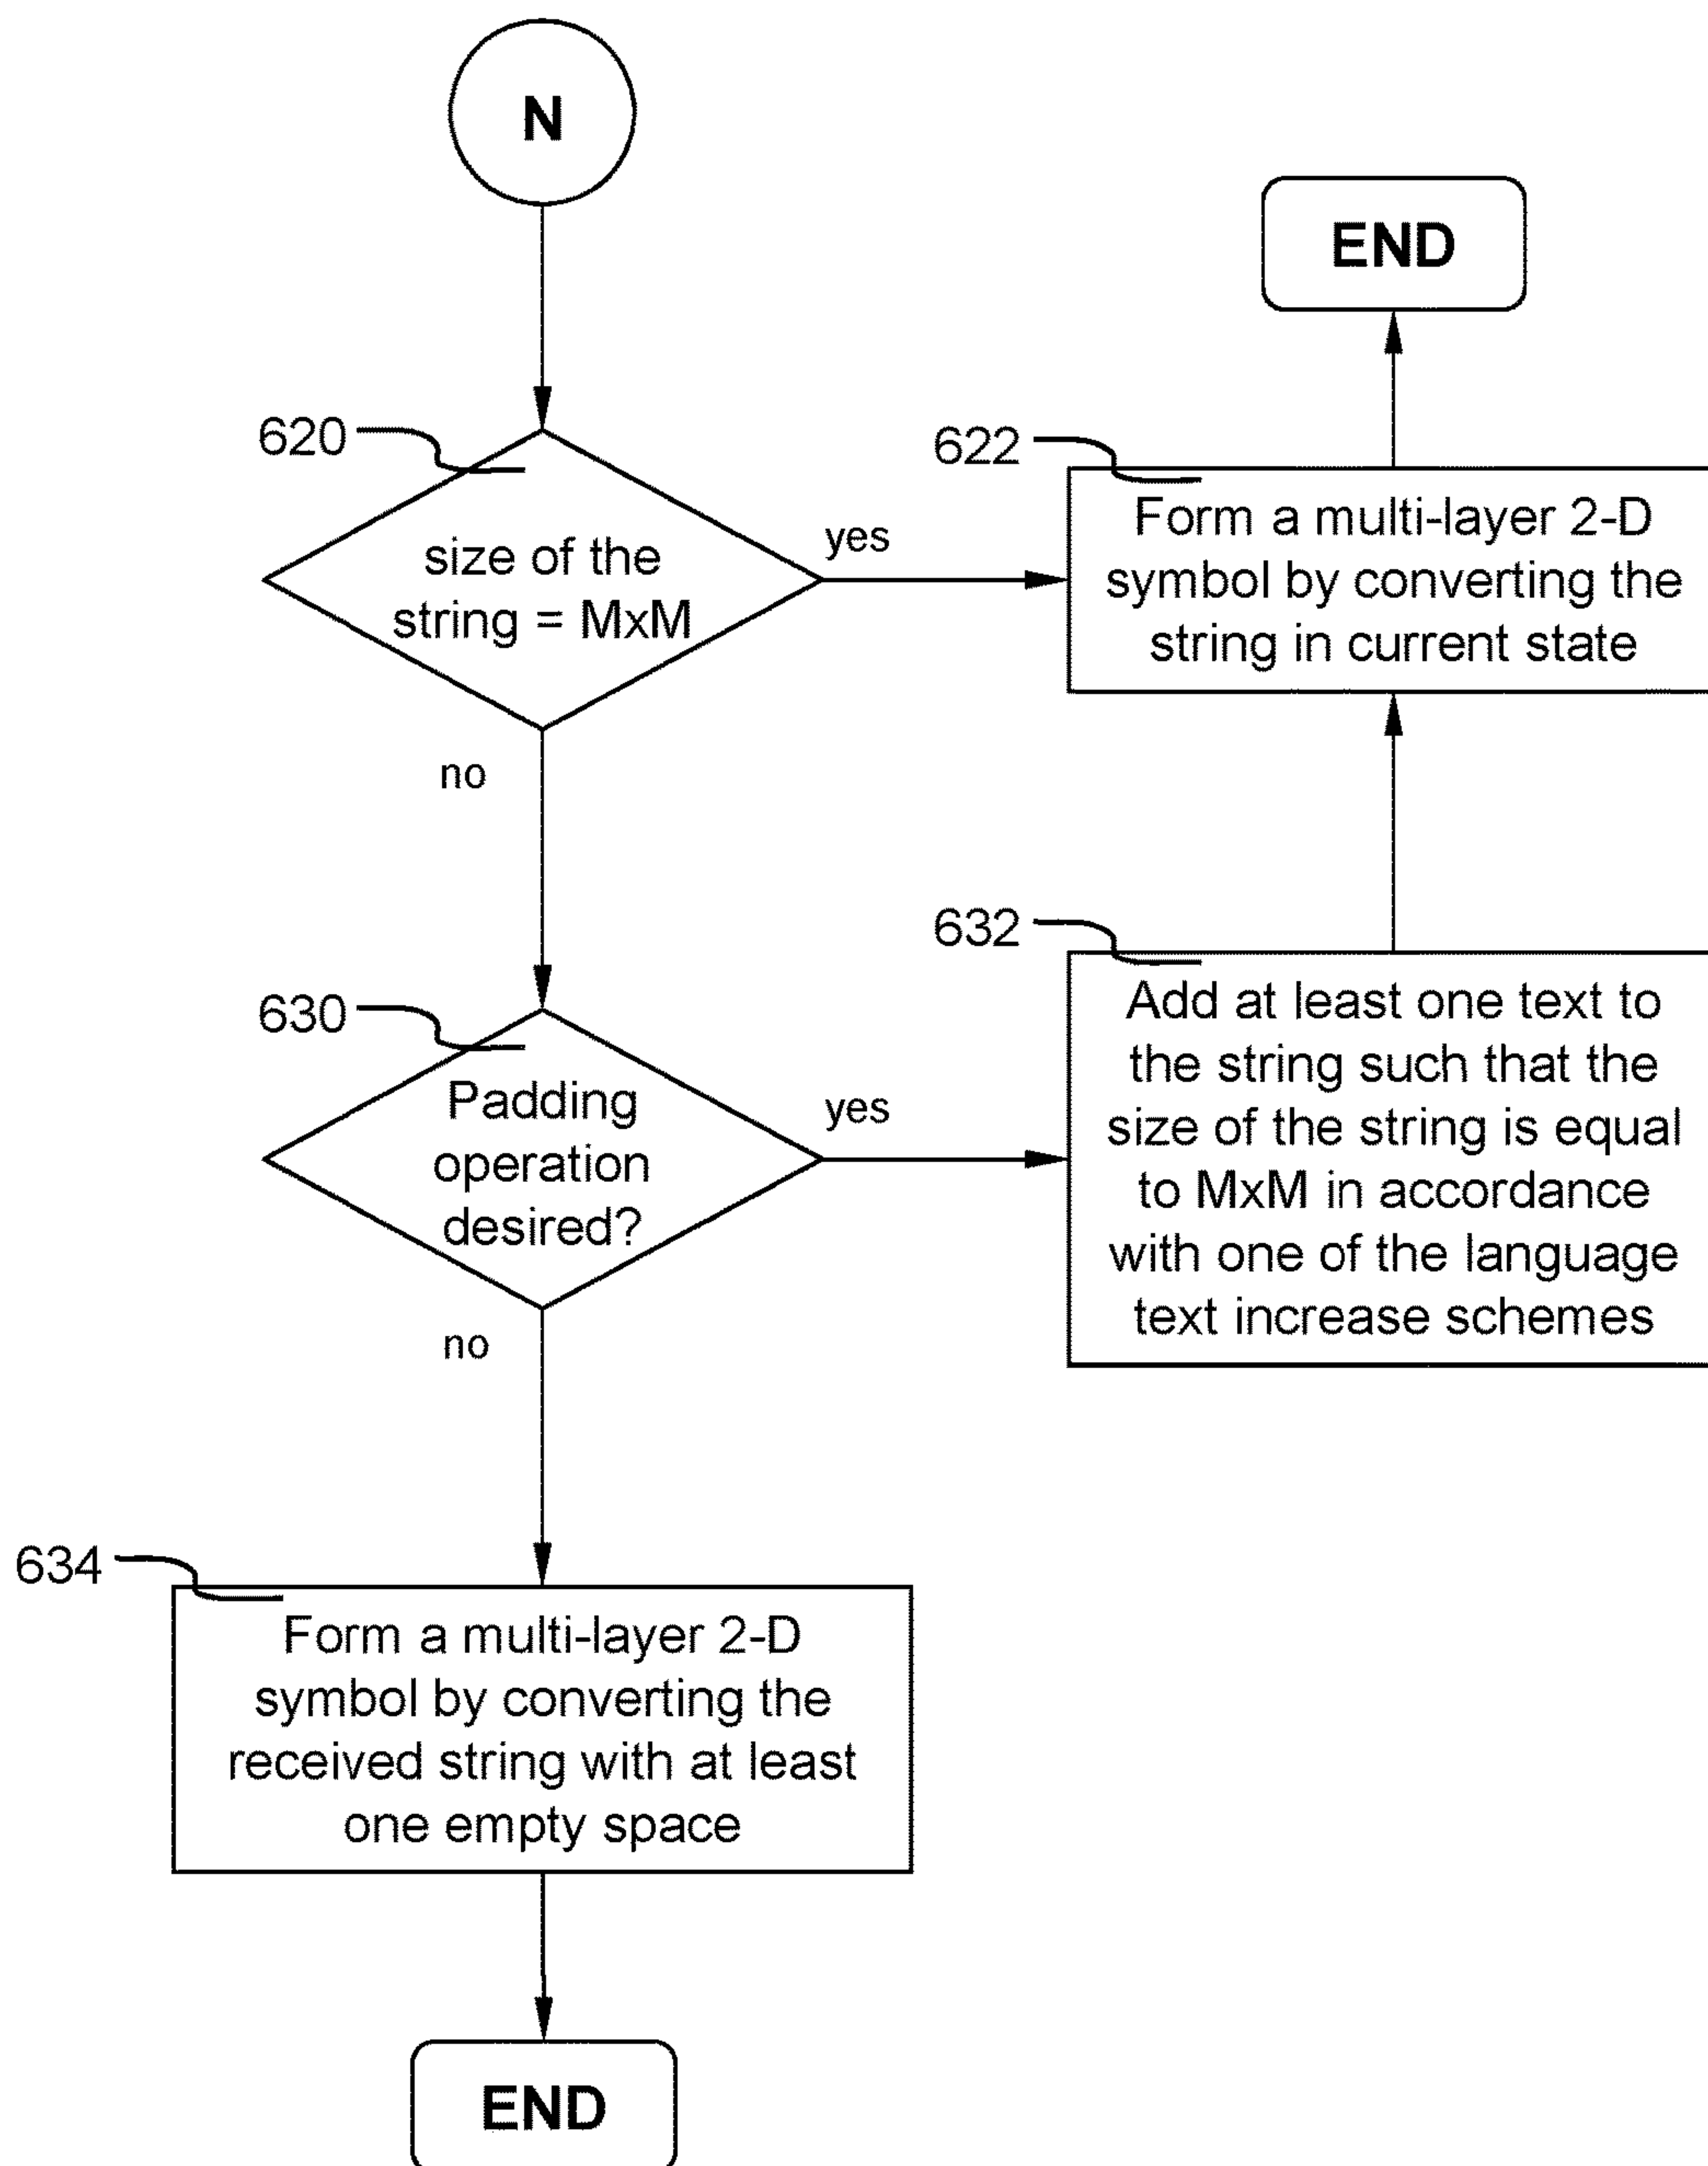 N
END
620
size of the
string = MxM
yes
622
Form a multi-layer 2-D
symbol by converting the
string in current state
no
630
Padding
operation
desired?
yes
632
Add at least one text to
the string such that the
size of the string is equal
to MxM in accordance
with one of the language
text increase schemes
no
634
Form a multi-layer 2-D
symbol by converting the
received string with at least
one empty space
END